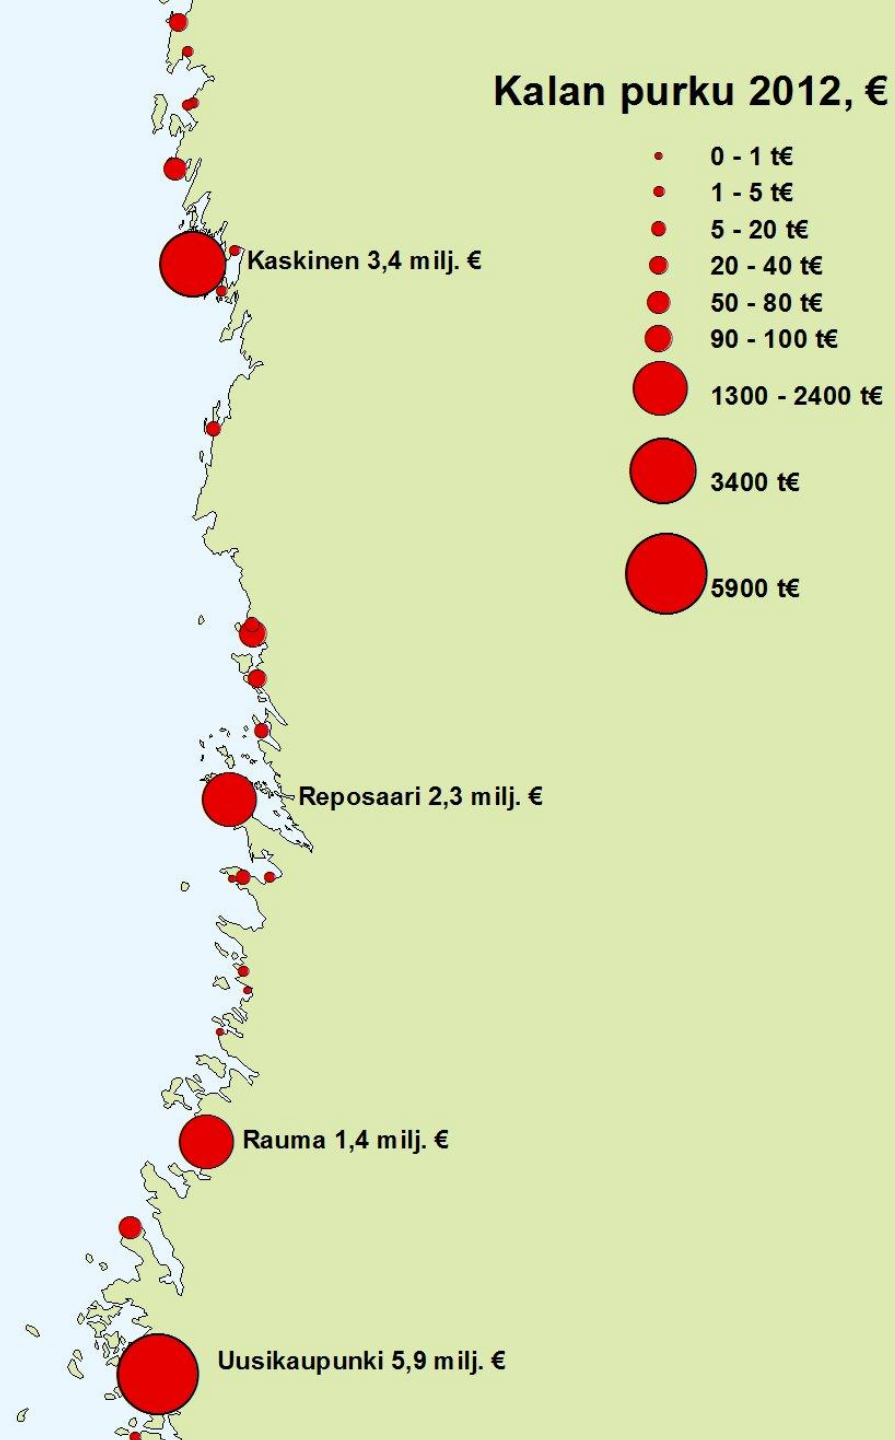 Kalan purku 2012, €
0 - 1 t€
1 - 5 t€
5 - 20 t€
20 - 40 t€
50 - 80 t€
90 - 100 t€
1300 - 2400 t€
3400 t€
5900 t€
Kaskinen 3,4 milj. €
Reposaari 2,3 milj. €
Rauma 1,4 milj. €
Uusikaupunki 5,9 milj. €